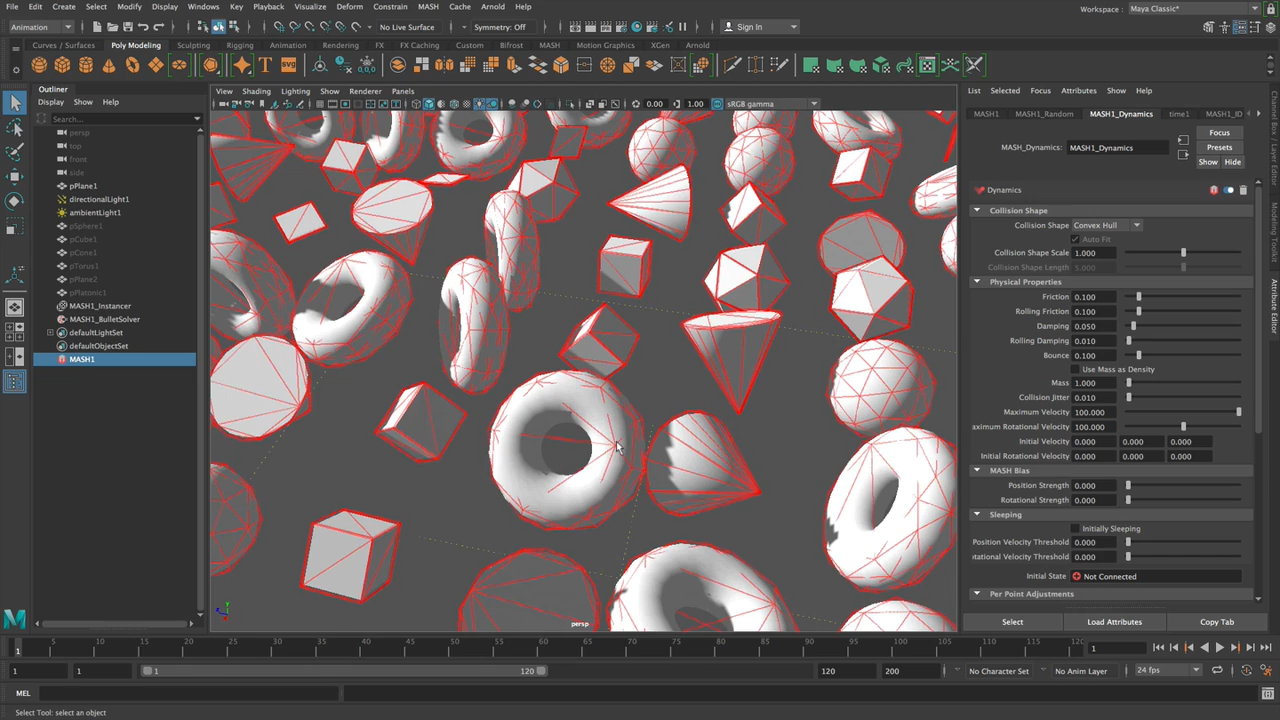 File Edit Create Select Modify Display Windows Key Playback Visualize Deform Constrain MASH Cache Arnold Help
Workspace : Maya Classic*
Animation No Live Surface Symmetry: Off Sign In
Curves / Surfaces Poly Modeling Sculpting Rigging Animation Rendering FX FX Caching Custom Bifrost MASH Motion Graphics XGen Arnold
Outliner
Display Show Help
Search...
persp
top
front
side
pPlane1
directionalLight1
ambientLight1
pSphere1
pCube1
pCone1
pTorus1
pPlane2
pPlatonic1
MASH1_Instancer
MASH1_BulletSolver
defaultLightSet
defaultObjectSet
MASH1
View Shading Lighting Show Renderer Panels
0.00 1.00 sRGB gamma
persp
List Selected Focus Attributes Show Help
MASH1 MASH1_Random MASH1_Dynamics time1 MASH1_ID
Focus
MASH_Dynamics: MASH1_Dynamics Presets
Show Hide
Dynamics
Collision Shape
Collision Shape Convex Hull
Auto Fit
Collision Shape Scale 1.000
Collision Shape Length 5.000
Physical Properties
Friction 0.100
Rolling Friction 0.100
Damping 0.050
Rolling Damping 0.010
Bounce 0.100
Use Mass as Density
Mass 1.000
Collision Jitter 0.010
Maximum Velocity 100.000
aximum Rotational Velocity 100.000
Initial Velocity 0.000 0.000 0.000
Initial Rotational Velocity 0.000 0.000 0.000
MASH Bias
Position Strength 0.000
Rotational Strength 0.000
Sleeping
Initially Sleeping
Position Velocity Threshold 0.000
otational Velocity Threshold 0.000
Initial State Not Connected
Per Point Adjustments
Select Load Attributes Copy Tab
Channel Box / Layer Editor
Modeling Toolkit
Attribute Editor
1 5 10 15 20 25 30 35 40 45 50 55 60 65 70 75 80 85 90 95 100 105 110 115 120 1
1 1 1 120 120 200 No Character Set No Anim Layer 24 fps
MEL
Select Tool: select an object